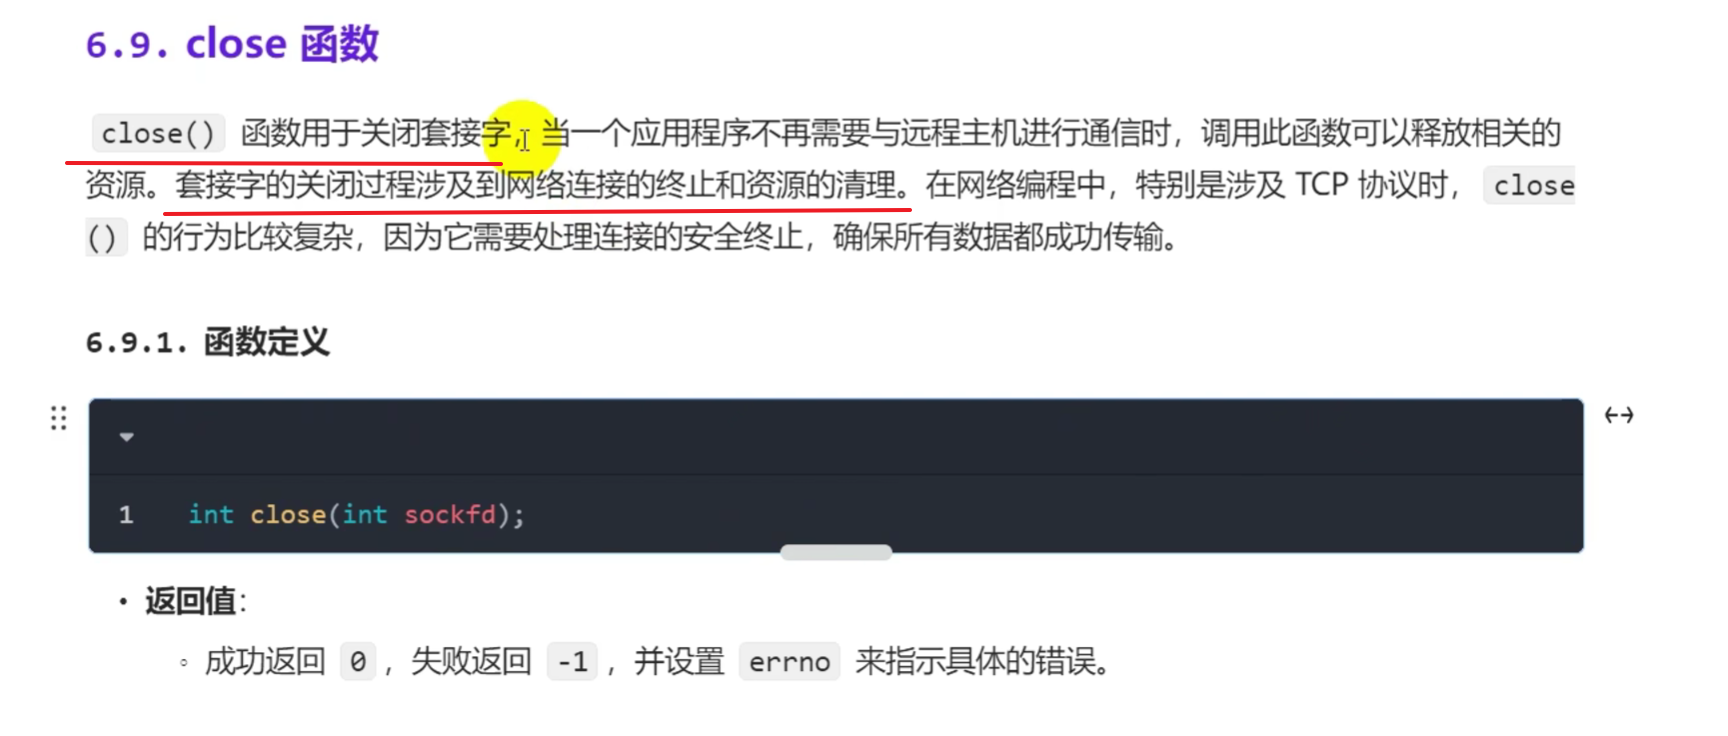 6.9. close 函数
close() 函数用于关闭套接字，当一个应用程序不再需要与远程主机进行通信时，调用此函数可以释放相关的
资源。套接字的关闭过程涉及到网络连接的终止和资源的清理。在网络编程中，特别是涉及 TCP 协议时， close
() 的行为比较复杂，因为它需要处理连接的安全终止，确保所有数据都成功传输。
6.9.1. 函数定义
1 int close(int sockfd);
• 返回值：
◦ 成功返回 0 ，失败返回 -1 ，并设置 errno 来指示具体的错误。